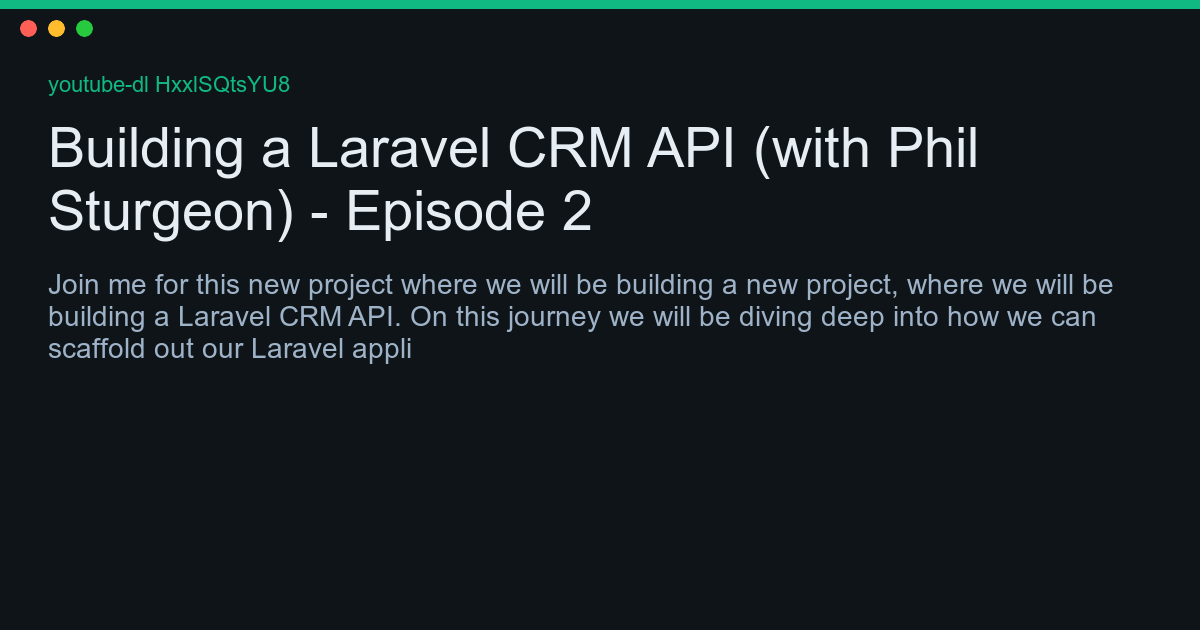 youtube-dl HxxlSQtsYU8
Building a Laravel CRM API (with Phil
Sturgeon) - Episode 2
Join me for this new project where we will be building a new project, where we will be
building a Laravel CRM API. On this journey we will be diving deep into how we can
scaffold out our Laravel appli